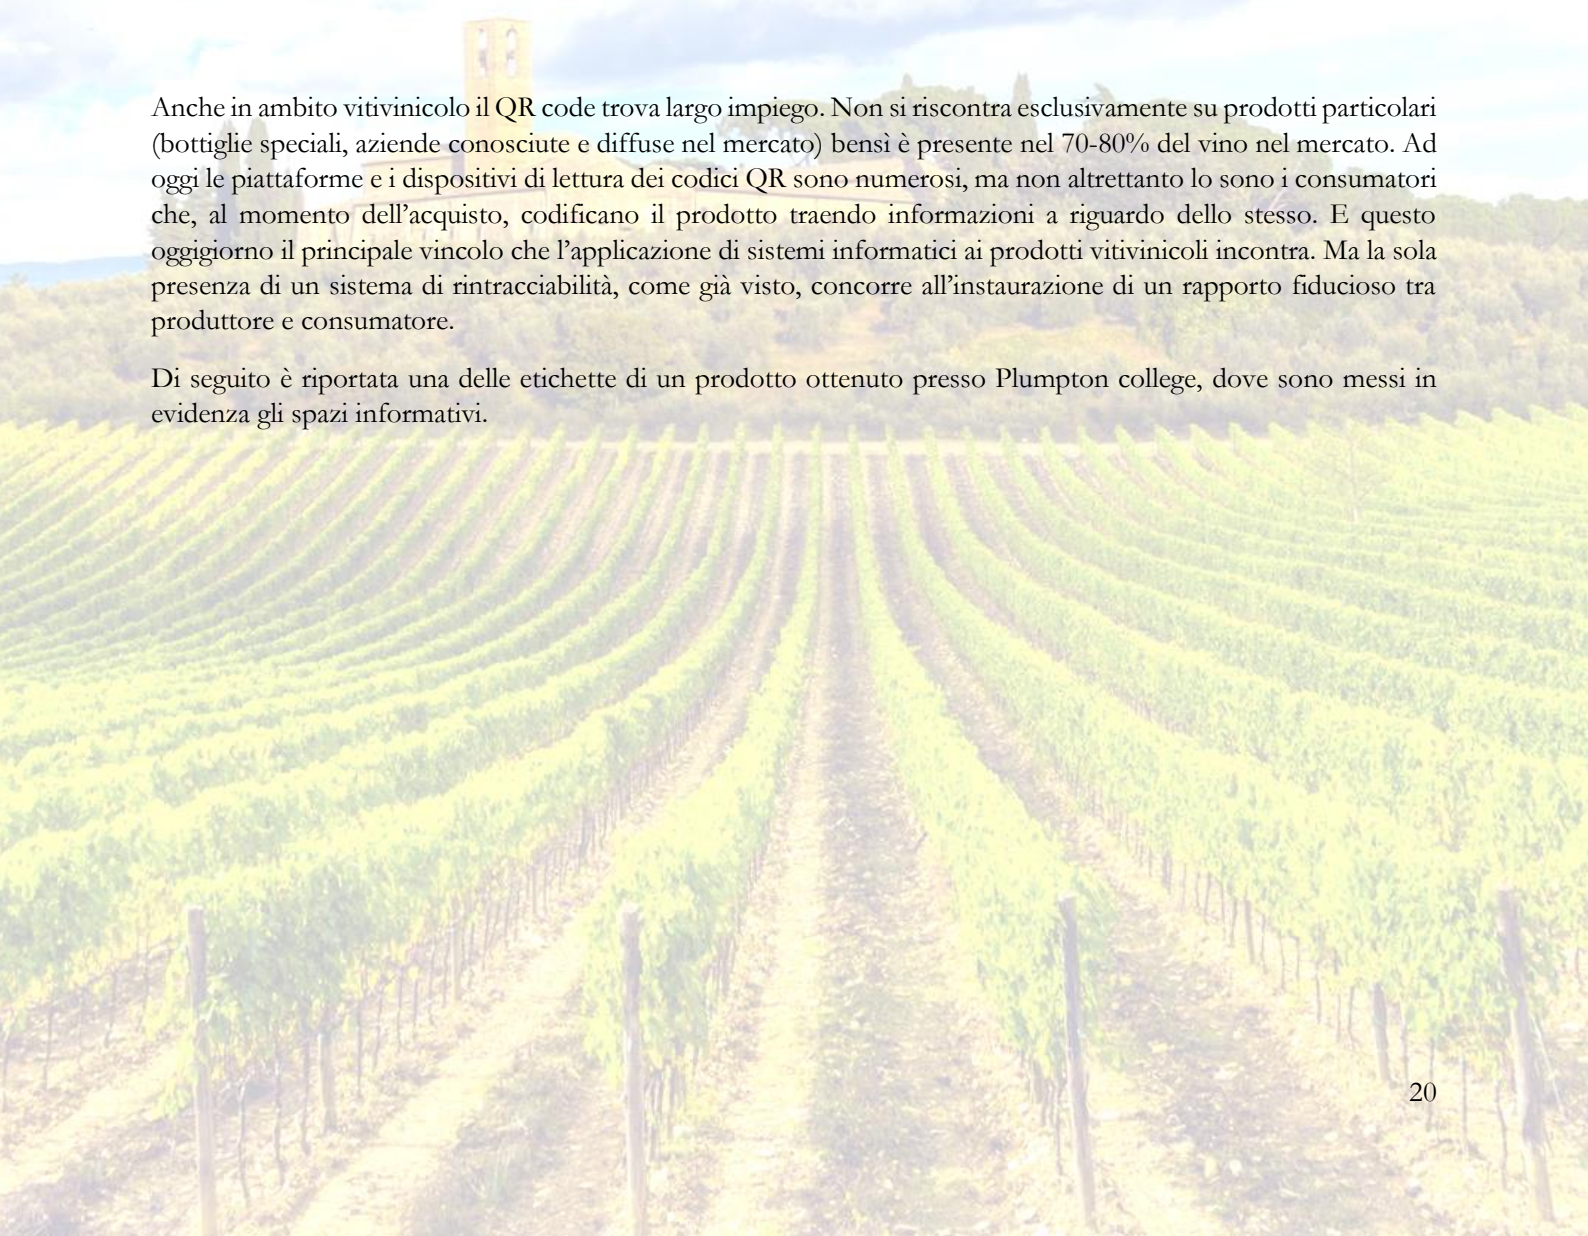 Anche in ambito vitivinicolo il QR code trova largo impiego. Non si riscontra esclusivamente su prodotti particolari
(bottiglie speciali, aziende conosciute e diffuse nel mercato) bensì è presente nel 70-80% del vino nel mercato. Ad
oggi le piattaforme e i dispositivi di lettura dei codici QR sono numerosi, ma non altrettanto lo sono i consumatori
che, al momento dell’acquisto, codificano il prodotto traendo informazioni a riguardo dello stesso. E questo
oggigiorno il principale vincolo che l’applicazione di sistemi informatici ai prodotti vitivinicoli incontra. Ma la sola
presenza di un sistema di rintracciabilità, come già visto, concorre all’instaurazione di un rapporto fiducioso tra
produttore e consumatore.
Di seguito è riportata una delle etichette di un prodotto ottenuto presso Plumpton college, dove sono messi in
evidenza gli spazi informativi.
20